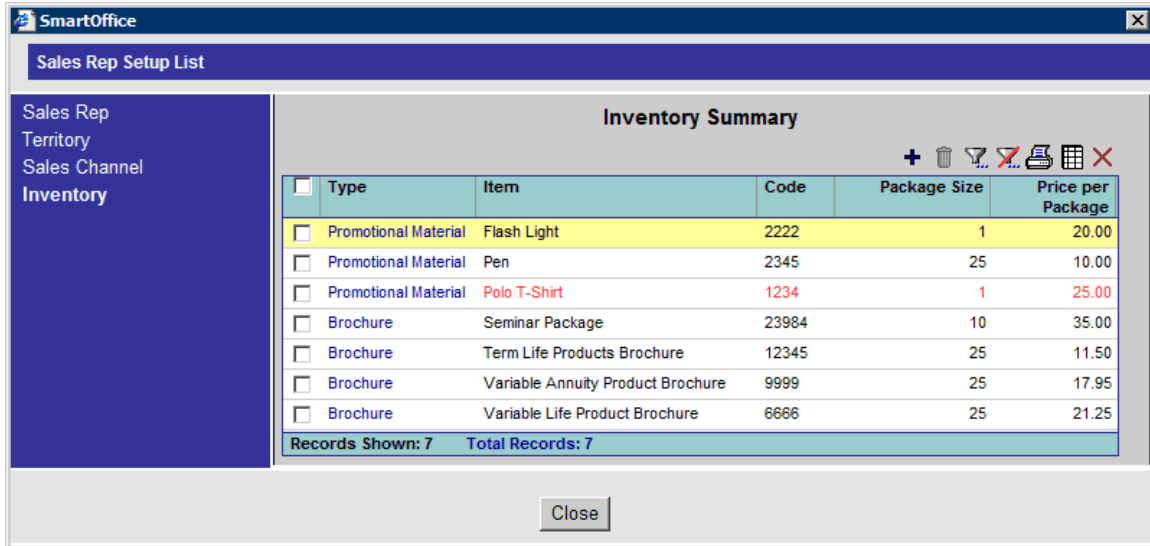 SmartOffice
Sales Rep Setup List
Sales Rep
Territory
Sales Channel
Inventory
Inventory Summary
Type Item Code Package Size Price per Package
Promotional Material Flash Light 2222 1 20.00
Promotional Material Pen 2345 25 10.00
Promotional Material Polo T-Shirt 1234 1 25.00
Brochure Seminar Package 23984 10 35.00
Brochure Term Life Products Brochure 12345 25 11.50
Brochure Variable Annuity Product Brochure 9999 25 17.95
Brochure Variable Life Product Brochure 6666 25 21.25
Records Shown: 7 Total Records: 7
Close